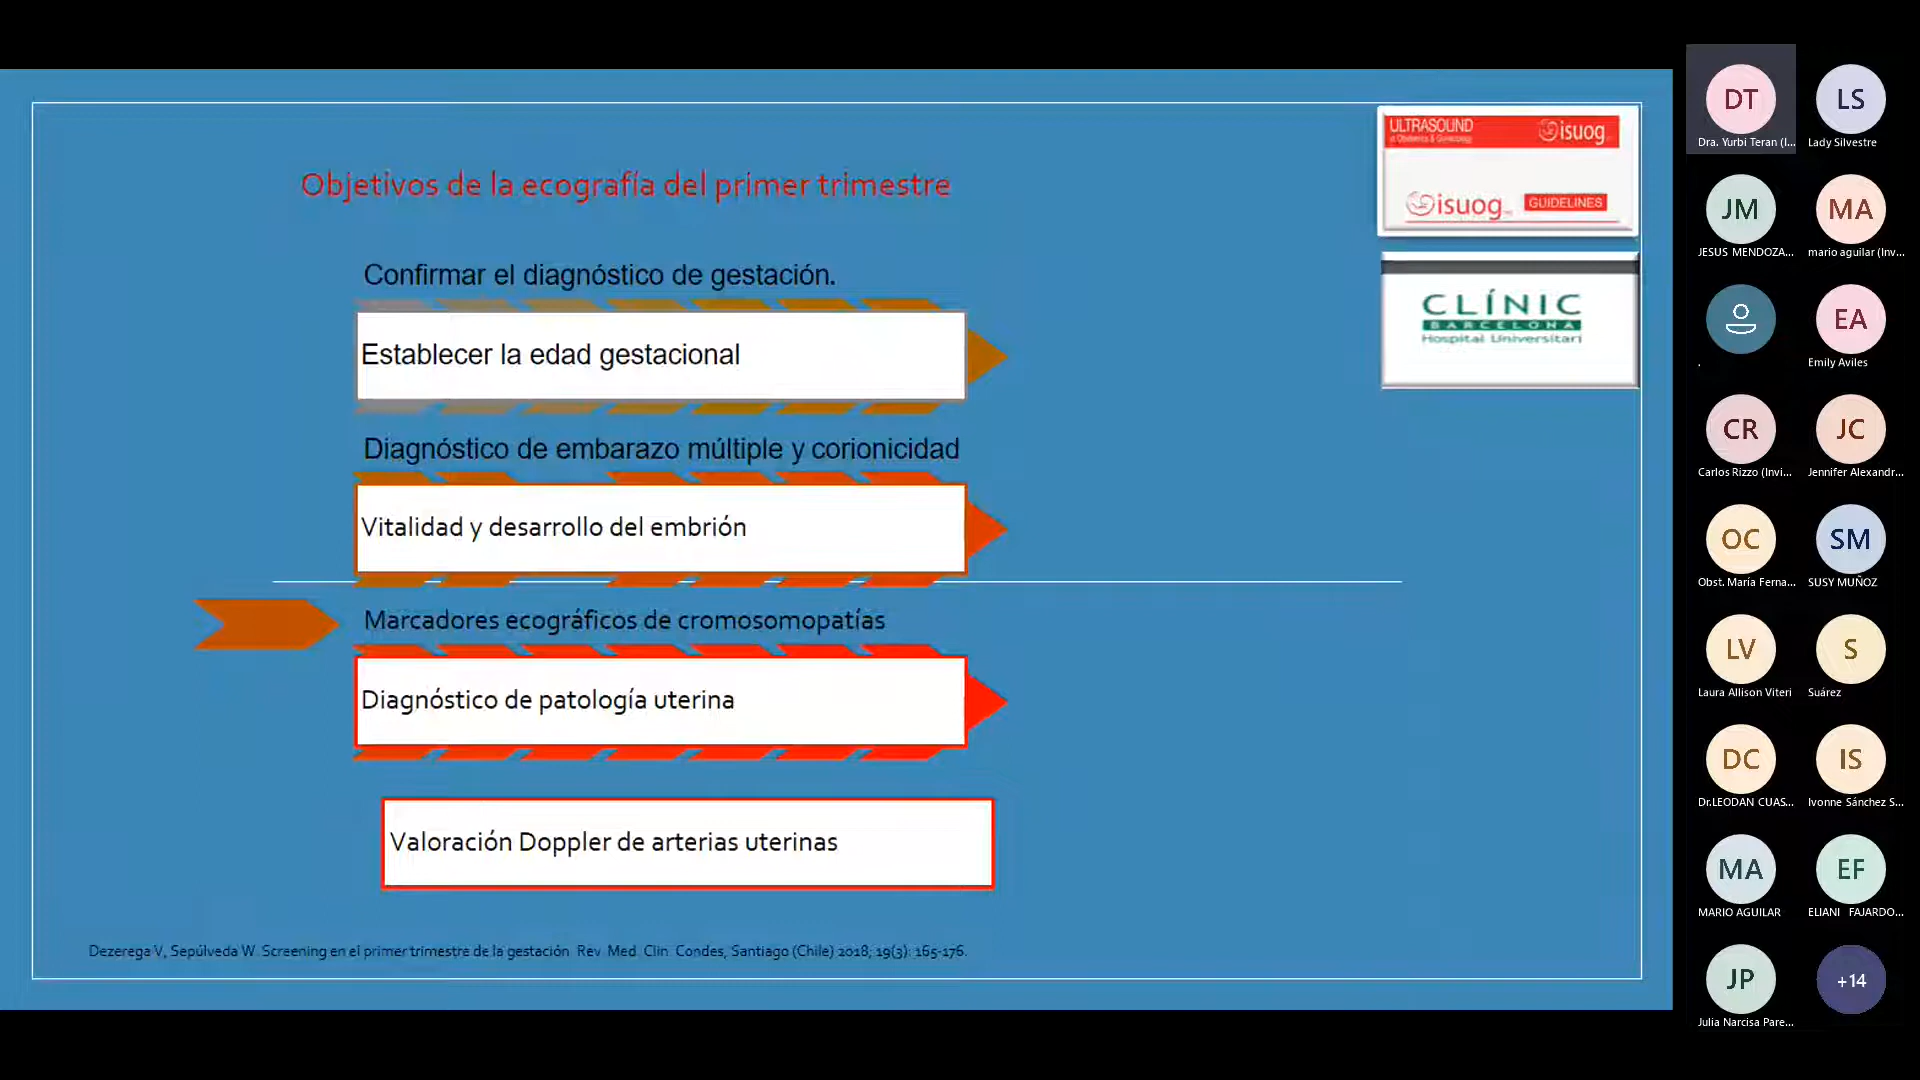 Objetivos de la ecografía del primer trimestre
Confirmar el diagnóstico de gestación.
Establecer la edad gestacional
Diagnóstico de embarazo múltiple y corionicidad
Vitalidad y desarrollo del embrión
Marcadores ecográficos de cromosomopatías
Diagnóstico de patología uterina
Valoración Doppler de arterias uterinas
Dezerega V, Sepúlveda W. Screening en el primer trimestre de la gestación. Rev. Med. Clin. Condes, Santiago (Chile) 2018; 19(3): 165-176.
ULTRASOUND
in Obstetrics & Gynecology
isuog
isuog GUIDELINES
CLÍNIC
BARCELONA
Hospital Universitari
DT LS
Dra. Yurbi Teran (I... Lady Silvestre
JM MA
JESUS MENDOZA... mario aguilar (Inv...
EA
. Emily Aviles
CR JC
Carlos Rizzo (Invi... Jennifer Alexandr...
OC SM
Obst. María Ferna... SUSY MUÑOZ
LV S
Laura Allison Viteri Suárez
DC IS
Dr.LEODAN CUAS... Ivonne Sánchez S...
MA EF
MARIO AGUILAR ELIANI FAJARDO...
JP +14
Julia Narcisa Pare...